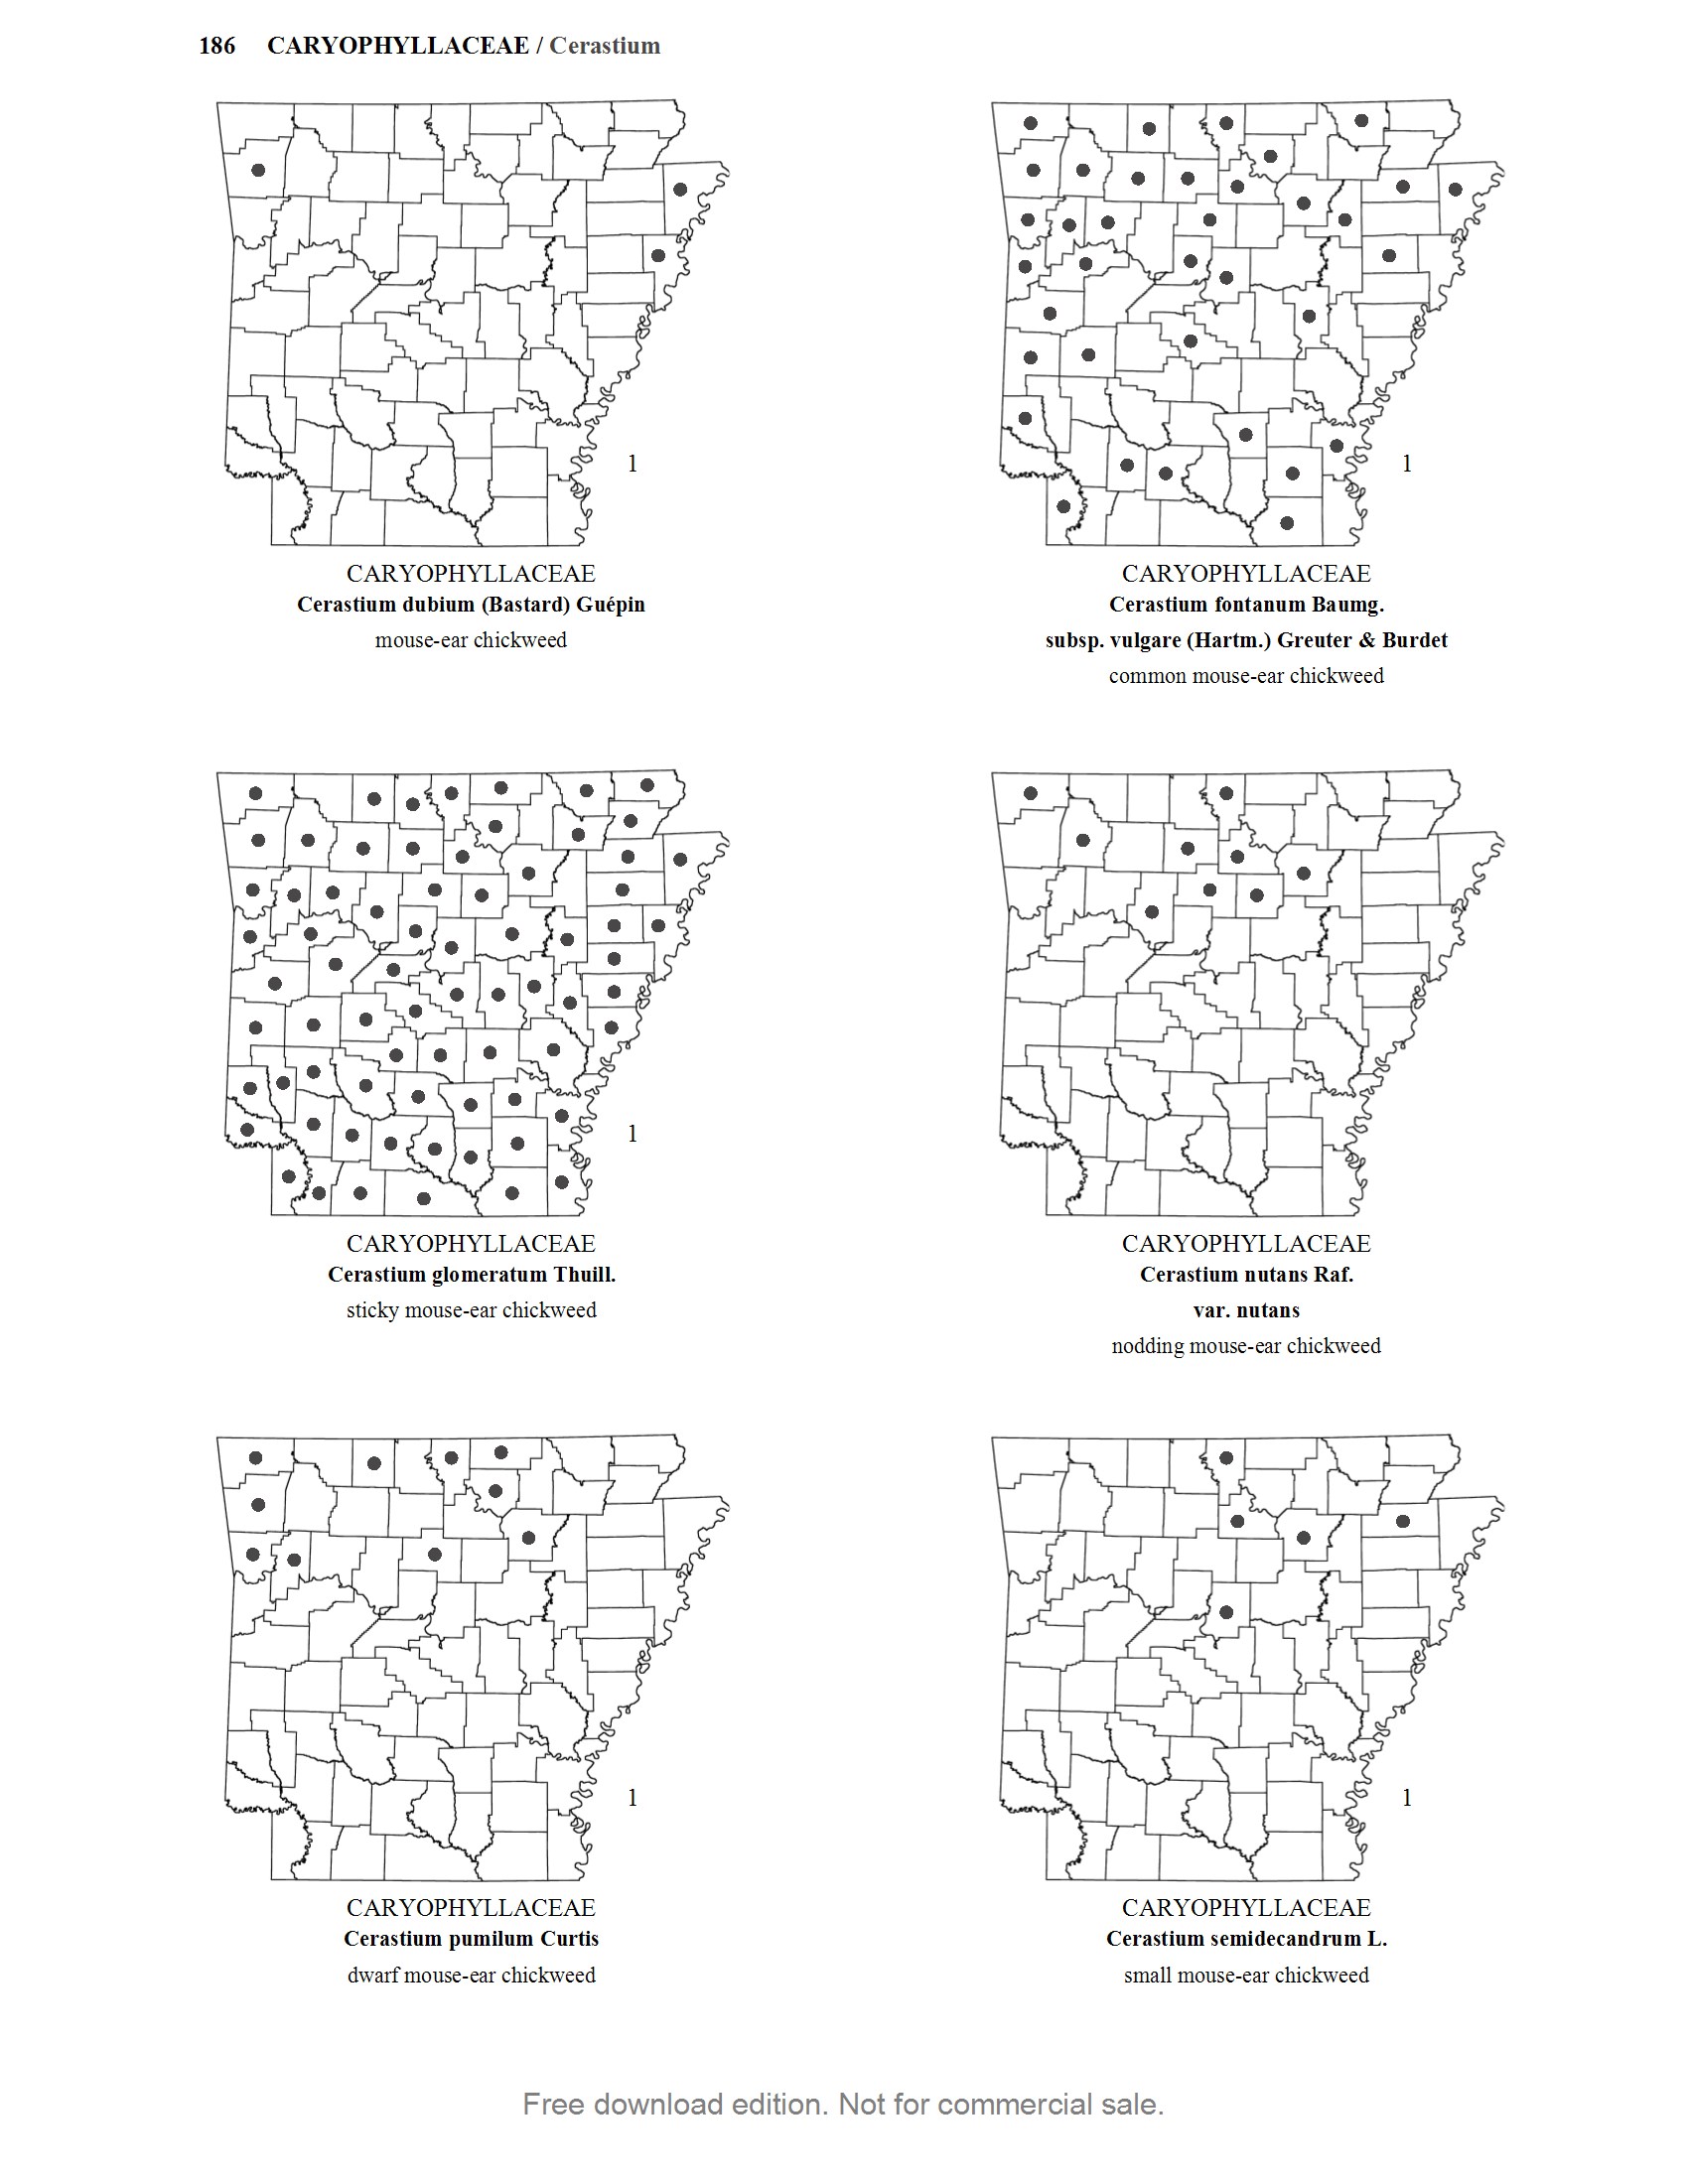 186 CARYOPHYLLACEAE / Cerastium
1
CARYOPHYLLACEAE
Cerastium dubium (Bastard) Guépin
mouse-ear chickweed
1
CARYOPHYLLACEAE
Cerastium fontanum Baumg.
subsp. vulgare (Hartm.) Greuter & Burdet
common mouse-ear chickweed
1
CARYOPHYLLACEAE
Cerastium glomeratum Thuill.
sticky mouse-ear chickweed
CARYOPHYLLACEAE
Cerastium nutans Raf.
var. nutans
nodding mouse-ear chickweed
1
CARYOPHYLLACEAE
Cerastium pumilum Curtis
dwarf mouse-ear chickweed
1
CARYOPHYLLACEAE
Cerastium semidecandrum L.
small mouse-ear chickweed
Free download edition. Not for commercial sale.